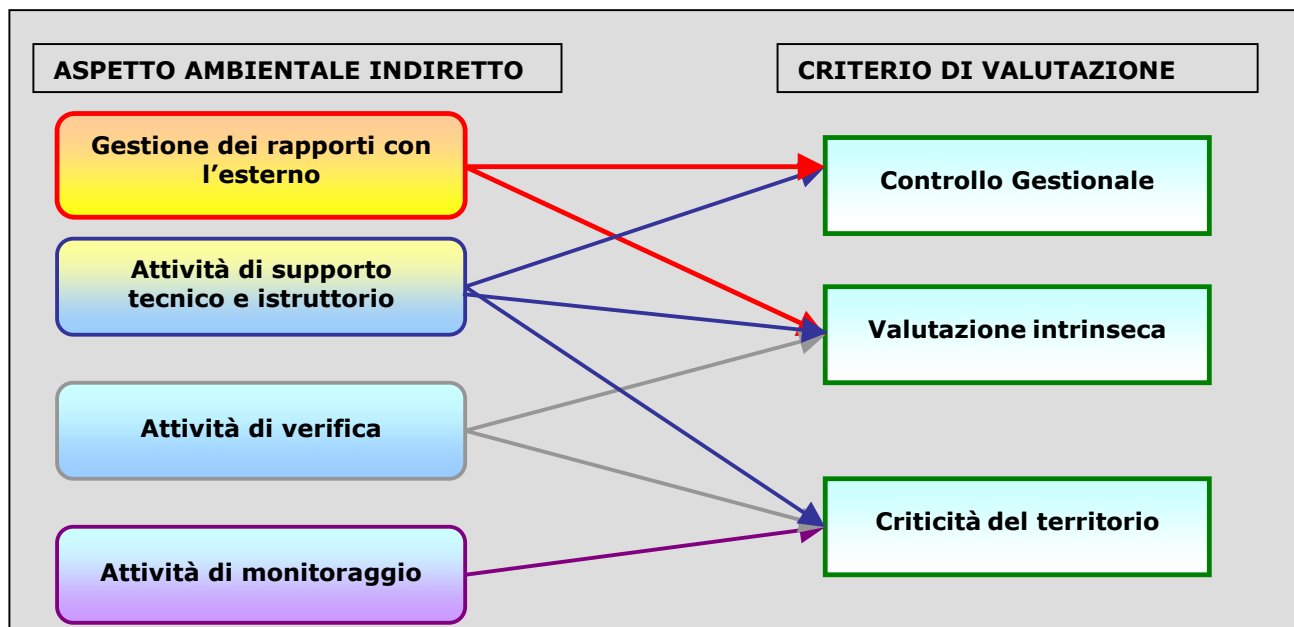 ASPETTO AMBIENTALE INDIRETTO
CRITERIO DI VALUTAZIONE
Gestione dei rapporti con
l’esterno
Controllo Gestionale
Attività di supporto
tecnico e istruttorio
Valutazione intrinseca
Attività di verifica
Criticità del territorio
Attività di monitoraggio